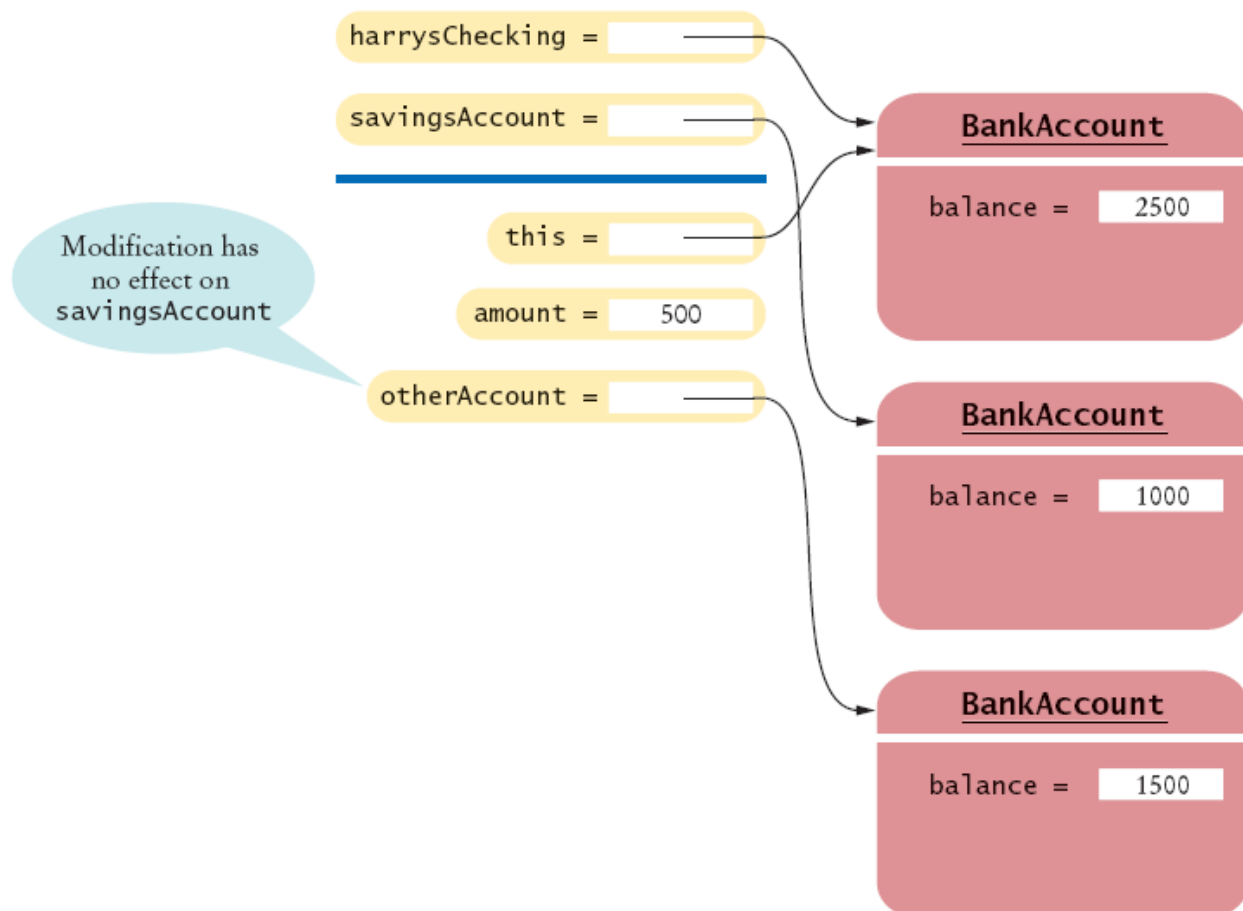 harrysChecking =
savingsAccount =
BankAccount
balance = 2500
this =
Modification has
no effect on
savingsAccount
amount = 500
otherAccount =
BankAccount
balance = 1000
BankAccount
balance = 1500